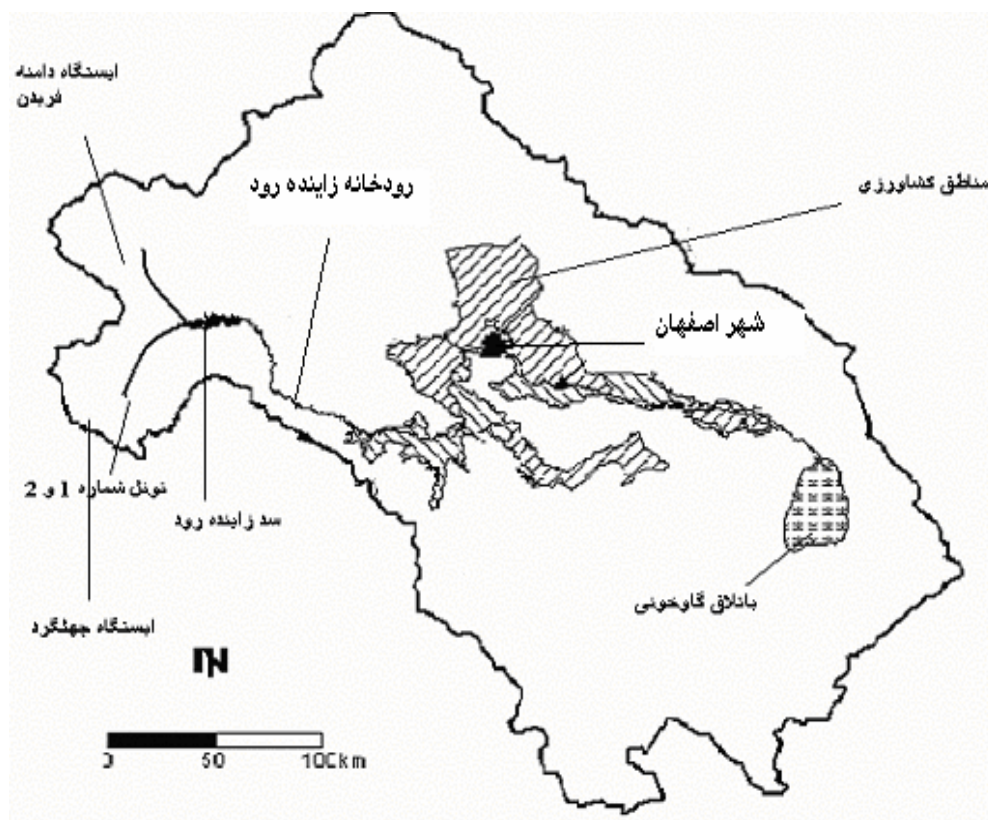 ایستگاه دامنه
فریدن
رودخانه زاینده رود
مناطق کشاورزی
شهر اصفهان
تونل شماره 1 و 2
سد زاینده رود
باتلاق گاوخونی
ایستگاه چهلگرد
N
0 50 100km